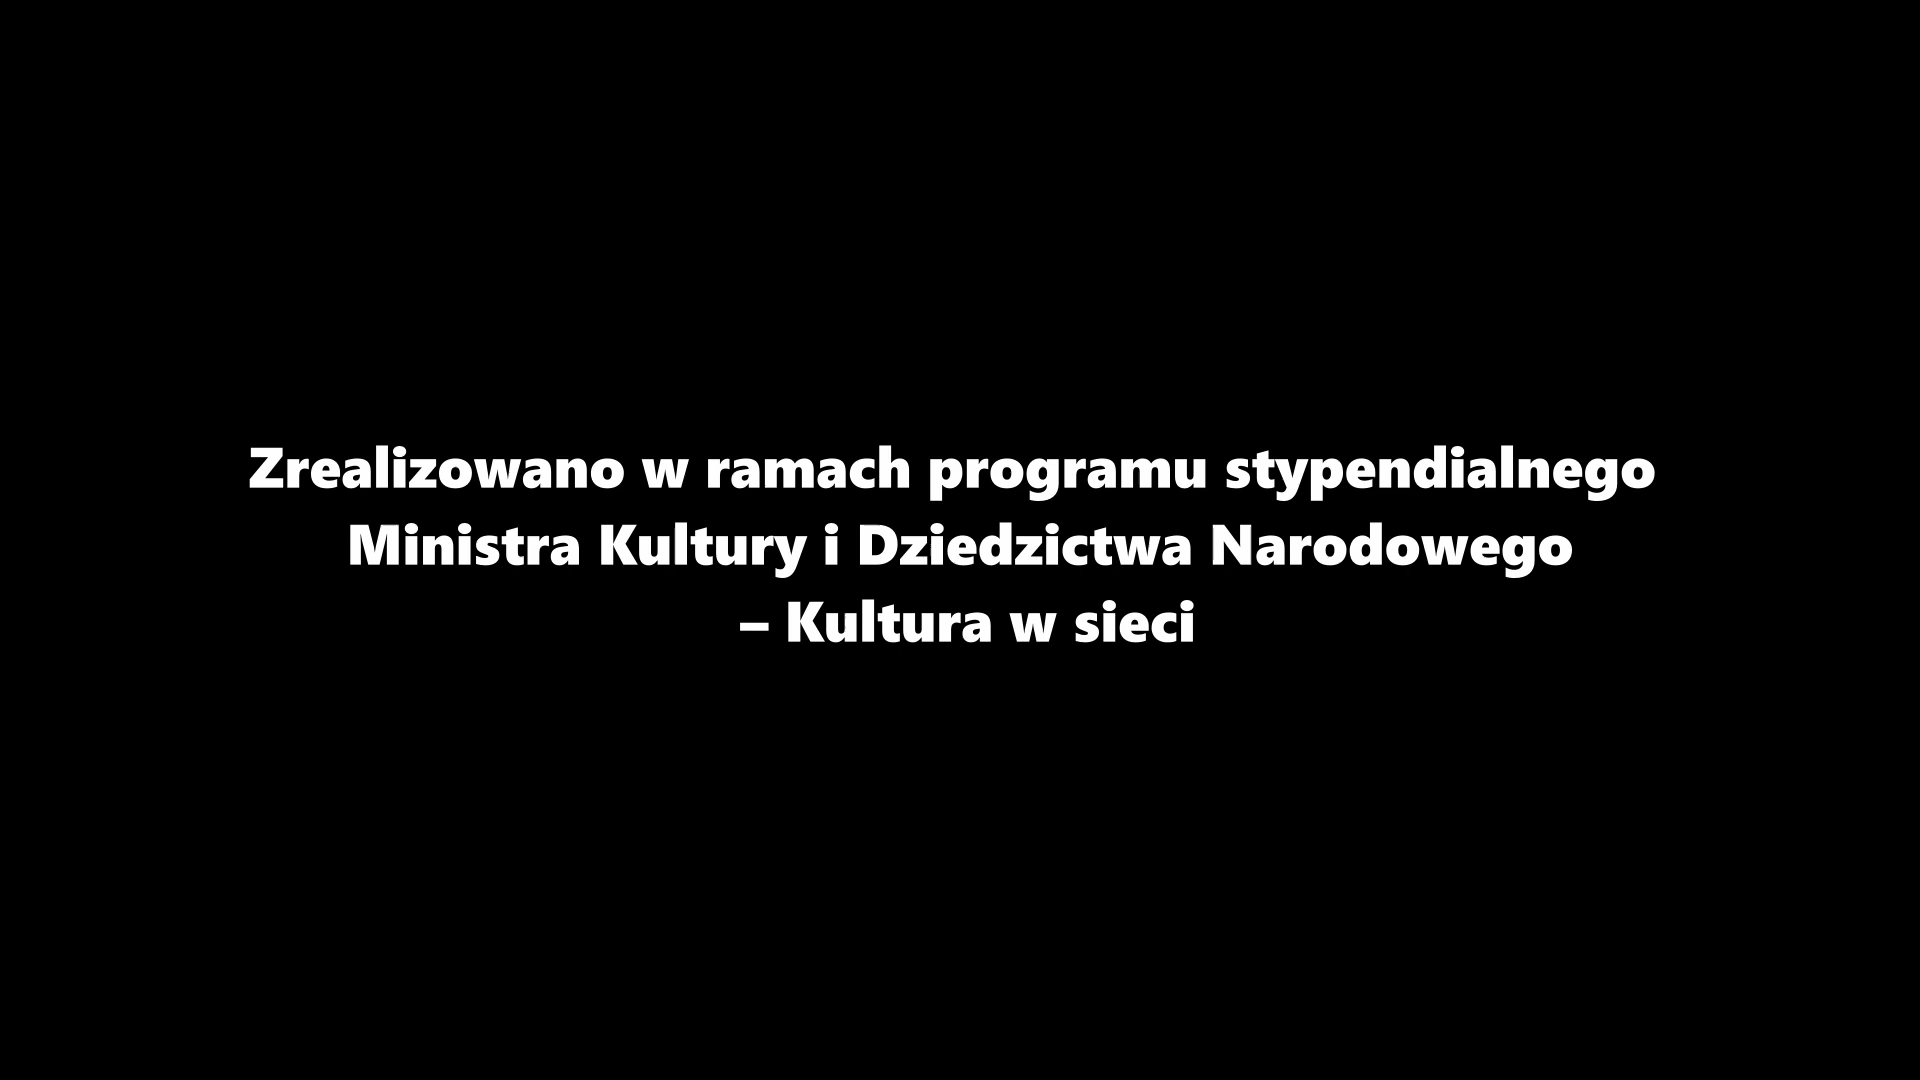 Zrealizowano w ramach programu stypendialnego
Ministra Kultury i Dziedzictwa Narodowego
– Kultura w sieci